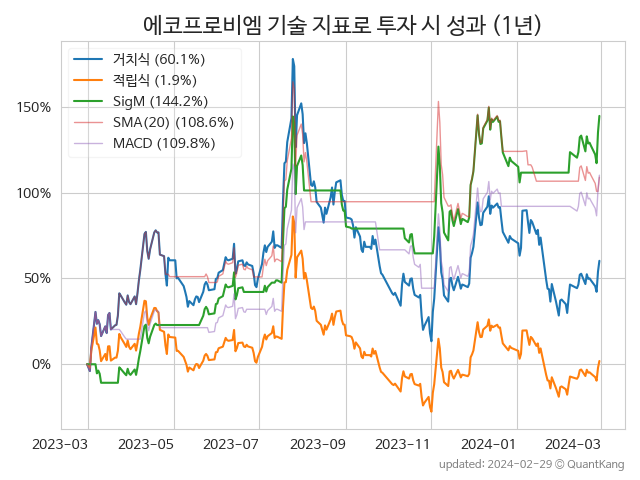 에코프로비엠 기술 지표로 투자 시 성과 (1년)
거치식 (60.1%)
적립식 (1.9%)
SigM (144.2%)
SMA(20) (108.6%)
MACD (109.8%)
150%
100%
50%
0%
2023-03 2023-05 2023-07 2023-09 2023-11 2024-01 2024-03
updated: 2024-02-29 © QuantKang